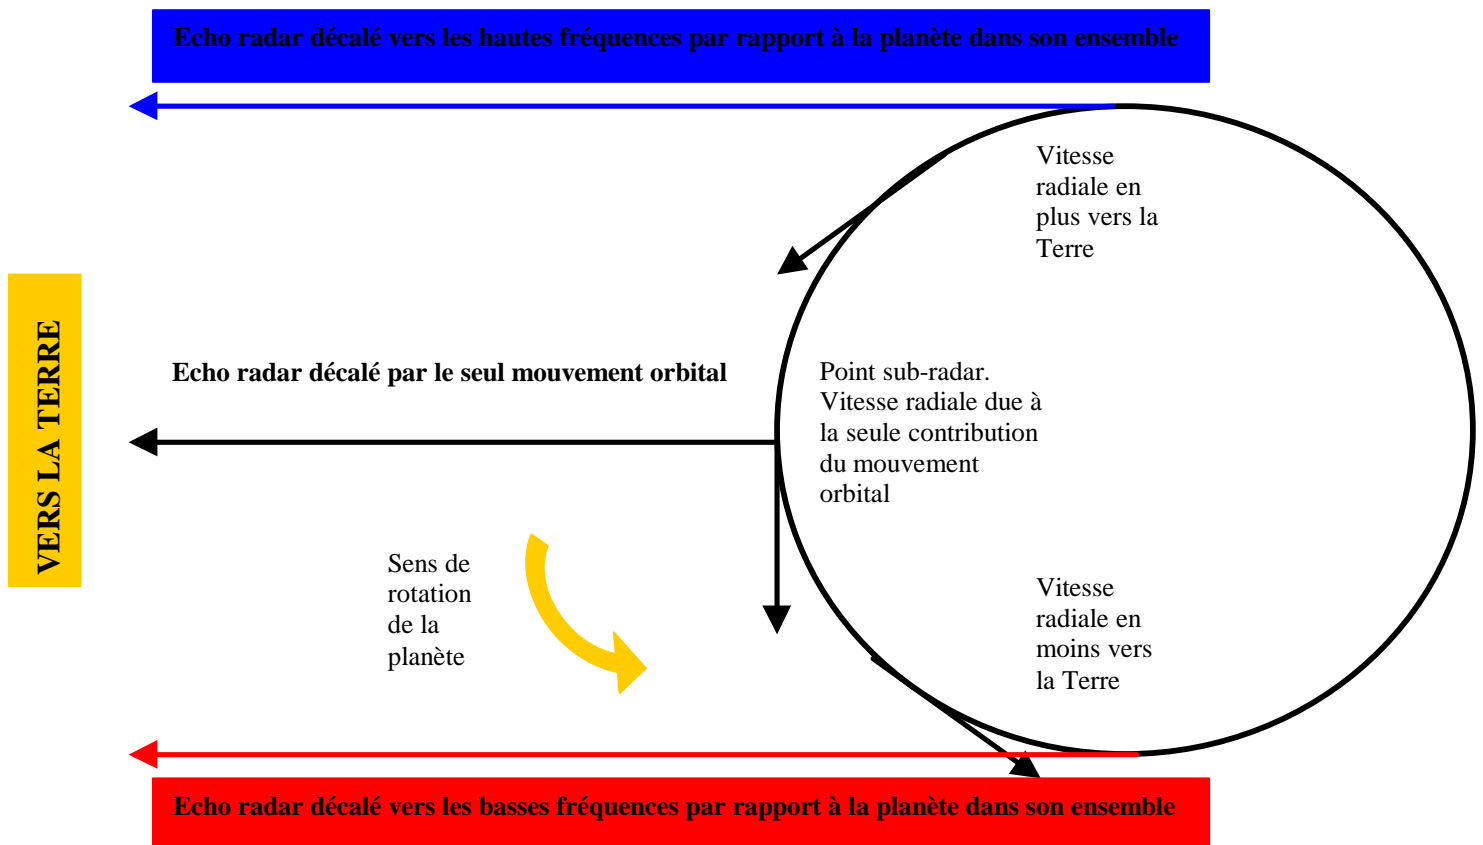 Echo radar décalé vers les hautes fréquences par rapport à la planète dans son ensemble
Vitesse
radiale en
plus vers la
Terre
VERS LA TERRE
Echo radar décalé par le seul mouvement orbital
Point sub-radar.
Vitesse radiale due à
la seule contribution
du mouvement
orbital
Sens de
rotation
de la
planète
Vitesse
radiale en
moins vers
la Terre
Echo radar décalé vers les basses fréquences par rapport à la planète dans son ensemble